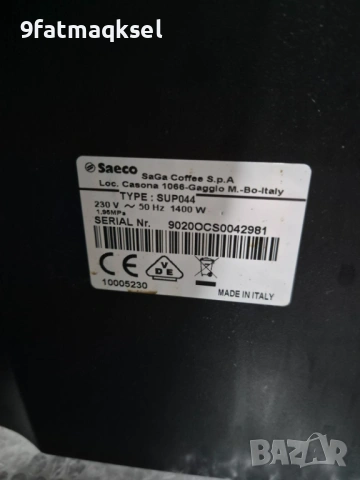 9fatmaqksel
Saeco
SaGa Coffee S.p.A
Loc. Casona 1066-Gaggio M.-Bo-Italy
TYPE: SUP044
230 V ~ 50 Hz 1400 W
1,95MPa
SERIAL Nr. 9020OCS0042981
CE VDE
10005230
MADE IN ITALY
BAZAR